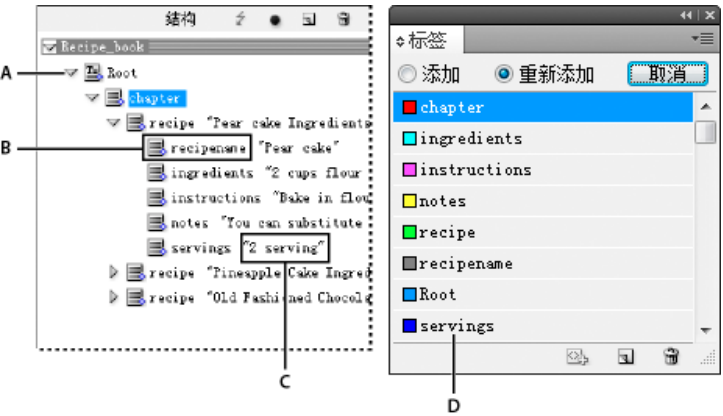 结构
Recipe_book
A
Root
chapter
recipe "Pear cake Ingredients
B
recipename "Pear cake"
ingredients "2 cups flour
instructions "Bake in flou
notes "You can substitute
servings "2 serving"
recipe "Pineapple Cake Ingred
recipe "Old Fashioned Chocola
C
标签
添加 重新添加 取消
chapter
ingredients
instructions
notes
recipe
recipename
Root
servings
D